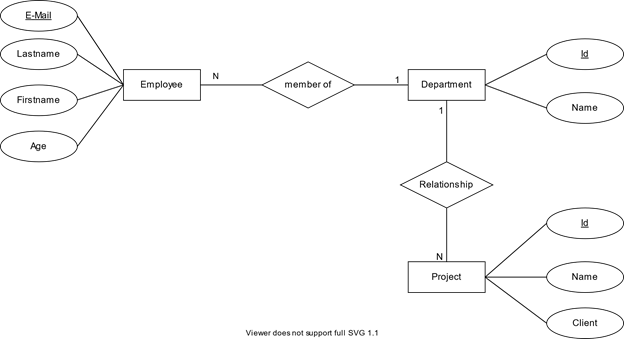 E-Mail
Lastname
Firstname
Age
Employee
N
member of
1
Department
Id
Name
1
Relationship
N
Project
Id
Name
Client
Viewer does not support full SVG 1.1